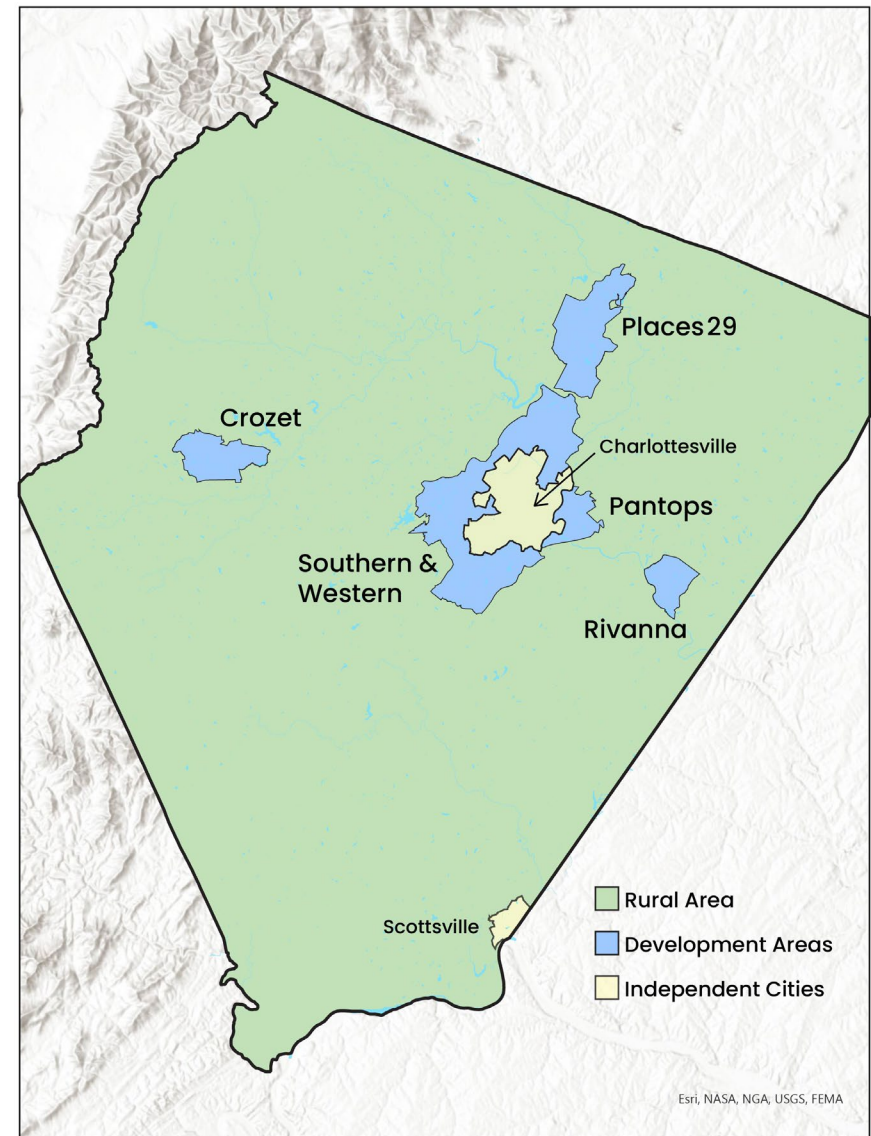 Places29
Crozet
Charlottesville
Pantops
Southern &
Western
Rivanna
Scottsville
Rural Area
Development Areas
Independent Cities
Esri, NASA, NGA, USGS, FEMA